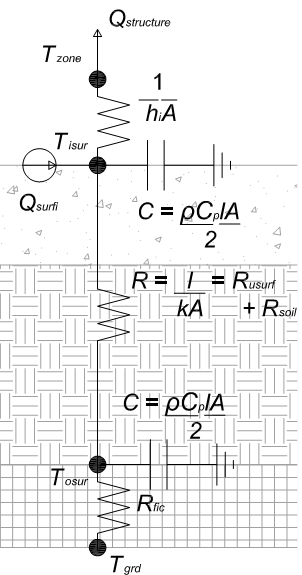 Qstructure
Tzone
1
hiA
Tisur
Qsurfi
C = ρCplA
2
R = l = Rusurf
kA + Rsoil
C = ρCplA
2
Tosur
Rfic
Tgrd